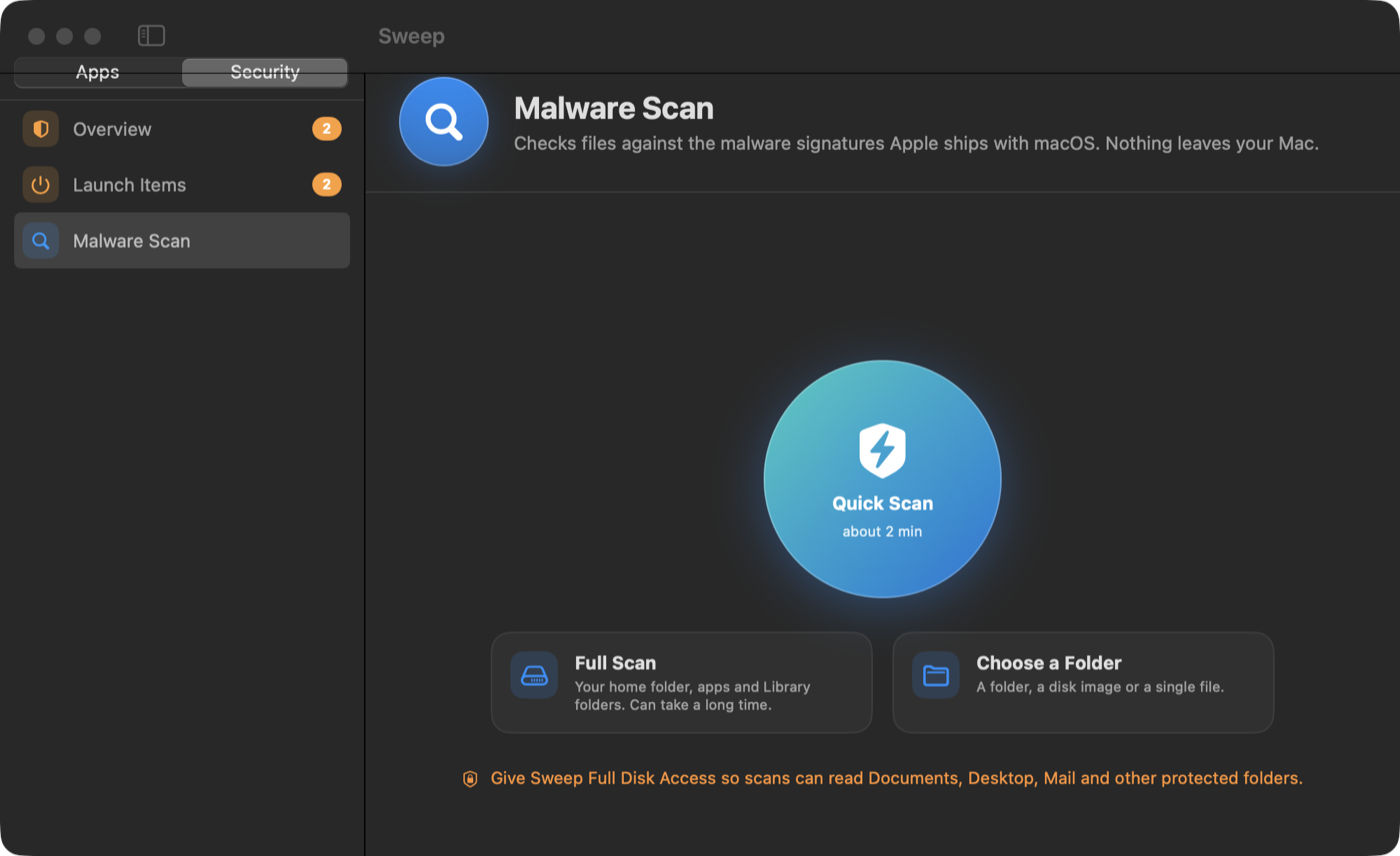 Sweep
Apps
Security
Overview
2
Launch Items
2
Malware Scan
Malware Scan
Checks files against the malware signatures Apple ships with macOS. Nothing leaves your Mac.
Quick Scan
about 2 min
Full Scan
Your home folder, apps and Library
folders. Can take a long time.
Choose a Folder
A folder, a disk image or a single file.
Give Sweep Full Disk Access so scans can read Documents, Desktop, Mail and other protected folders.